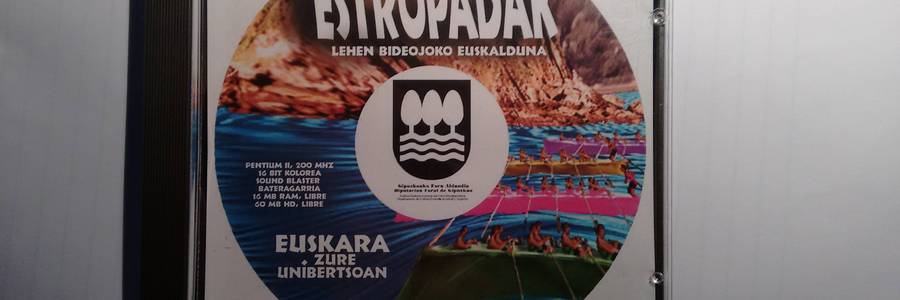 ESTROPADAK
LEHEN BIDEOJOKO EUSKALDUNA
PENTIUM II, 200 MHZ
16 BIT KOLOREA
SOUND BLASTER
BATERAGARRIA
16 MB RAM, LIBRE
60 MB HD, LIBRE
Gipuzkoako Foru Aldundia
Diputación Foral de Gipuzkoa
EUSKARA
ZURE
UNIBERTSOAN